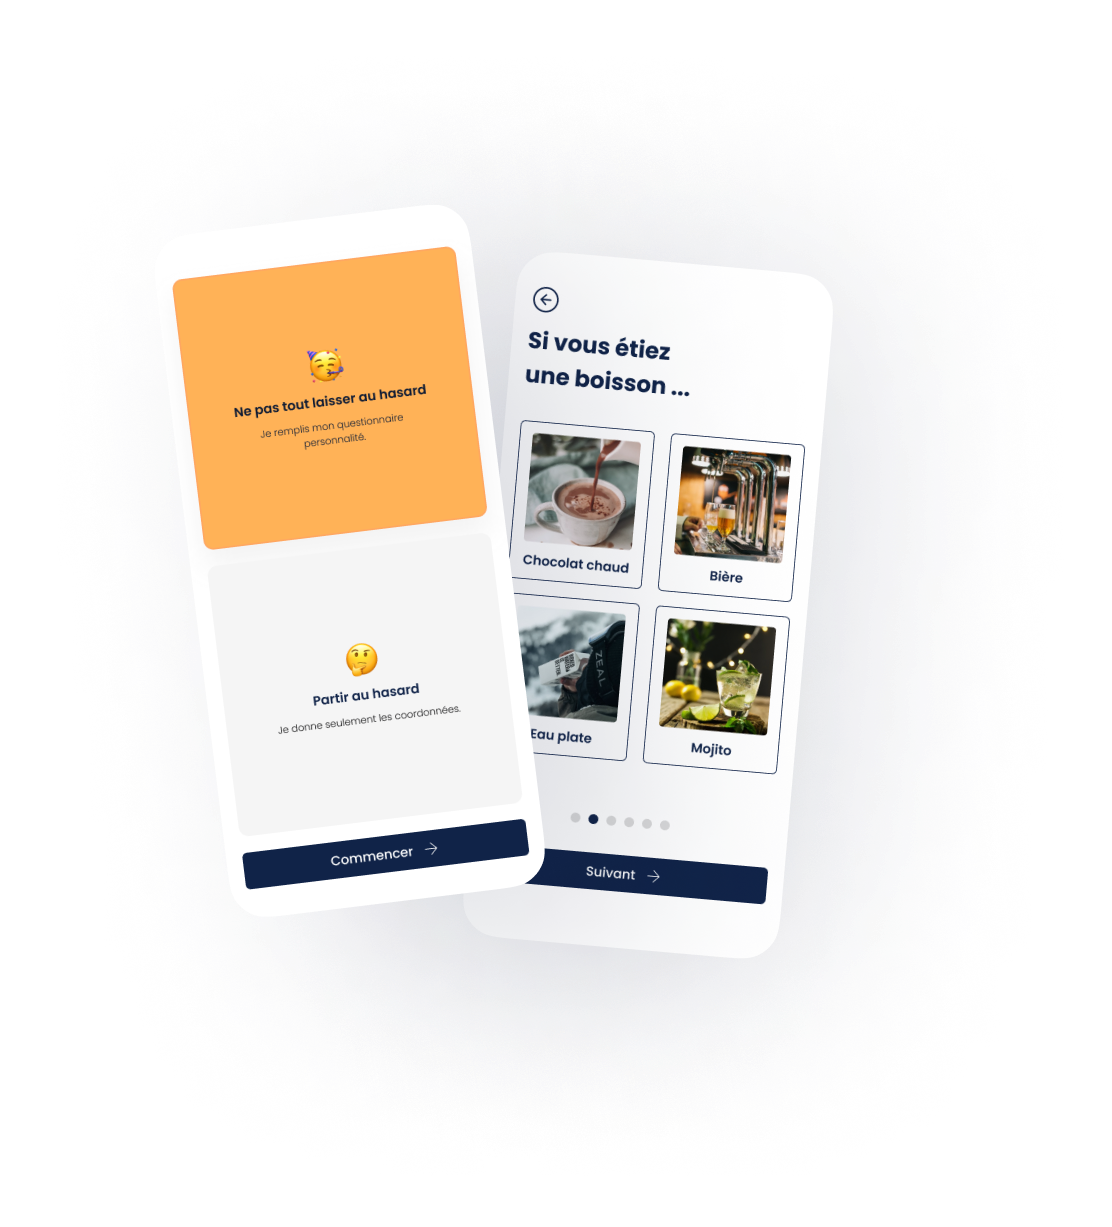 Ne pas tout laisser au hasard
Je remplis mon questionnaire
personnalité.
Partir au hasard
Je donne seulement les coordonnées.
Commencer
Si vous étiez
une boisson ...
Chocolat chaud
Bière
ZEAL
Eau plate
Mojito
Suivant